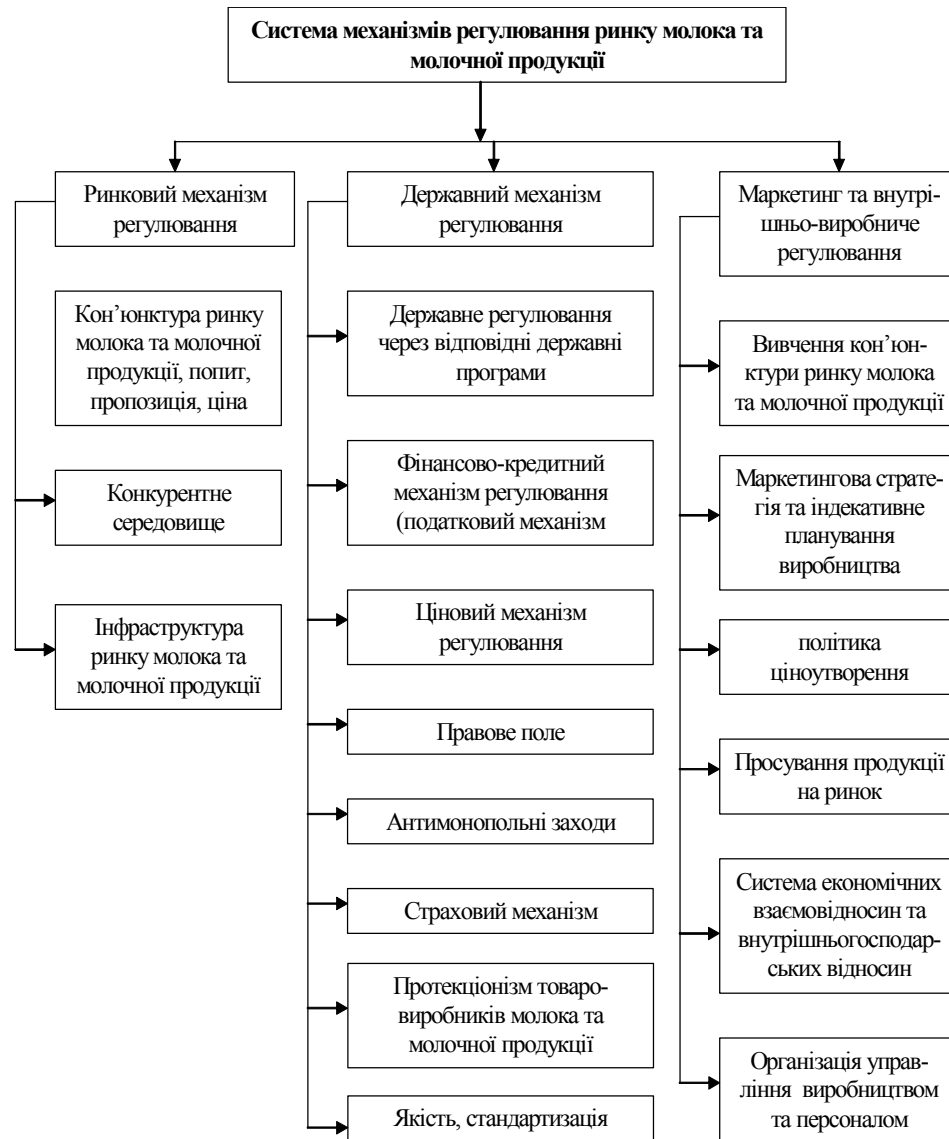 Система механізмів регулювання ринку молока та
молочної продукції
Ринковий механізм
регулювання
Кон’юнктура ринку
молока та молочної
продукції, попит,
пропозиція, ціна
Конкурентне
середовище
Інфраструктура
ринку молока та
молочної продукції
Державний механізм
регулювання
Державне регулювання
через відповідні державні
програми
Фінансово-кредитний
механізм регулювання
(податковий механізм
Ціновий механізм
регулювання
Правове поле
Антимонопольні заходи
Страховий механізм
Протекціонізм товаро-
виробників молока та
молочної продукції
Якість, стандартизація
Маркетинг та внутрі-
шньо-виробниче
регулювання
Вивчення кон’юн-
ктури ринку молока
та молочної продукції
Маркетингова страте-
гія та індекативне
планування
виробництва
політика
ціноутворення
Просування продукції
на ринок
Система економічних
взаємовідносин та
внутрішньогосподар-
ських відносин
Організація управ-
ління виробництвом
та персоналом